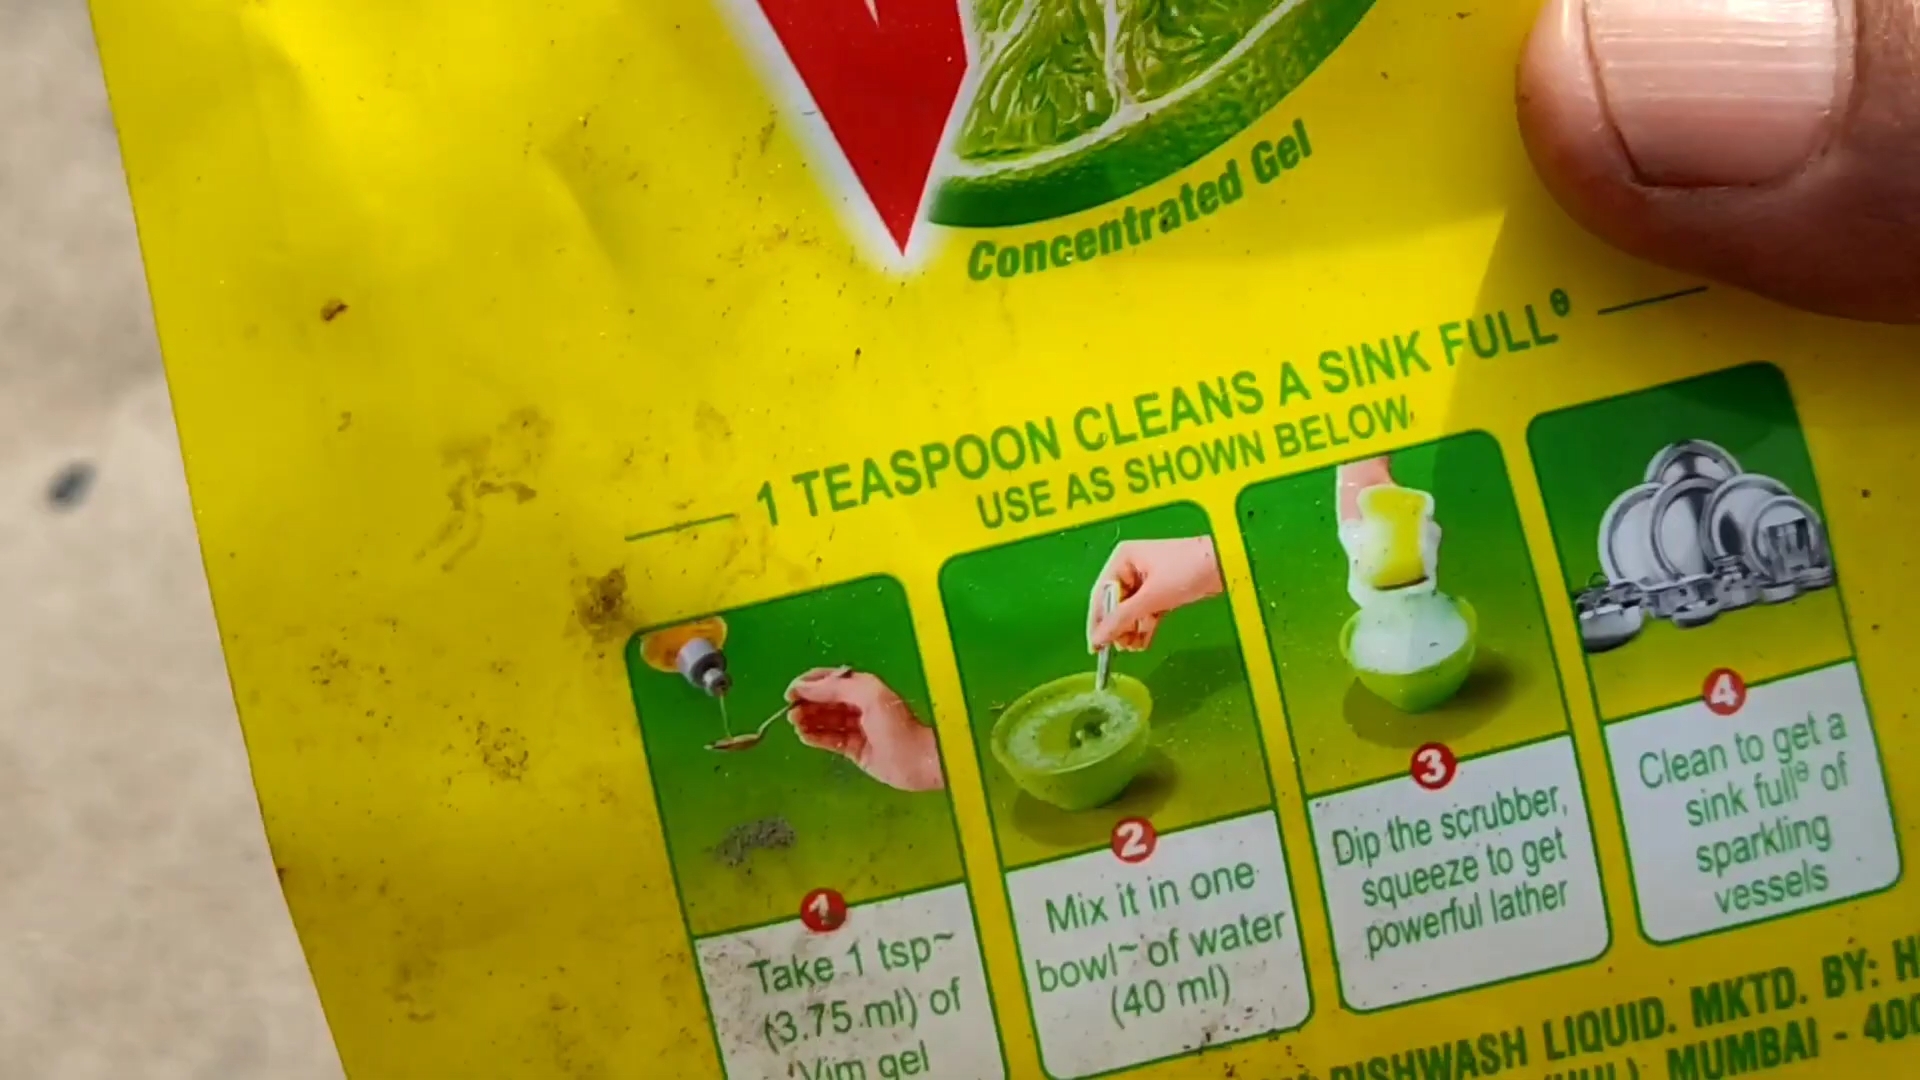 Concentrated Gel
1 TEASPOON CLEANS A SINK FULL⊕
USE AS SHOWN BELOW
1
Take 1 tsp~
(3.75 ml) of
Vim gel
2
Mix it in one
bowl~ of water
(40 ml)
3
Dip the scrubber,
squeeze to get
powerful lather
4
Clean to get a
sink full⊕ of
sparkling
vessels
DISHWASH LIQUID. MKTD. BY:
MUMBAI -